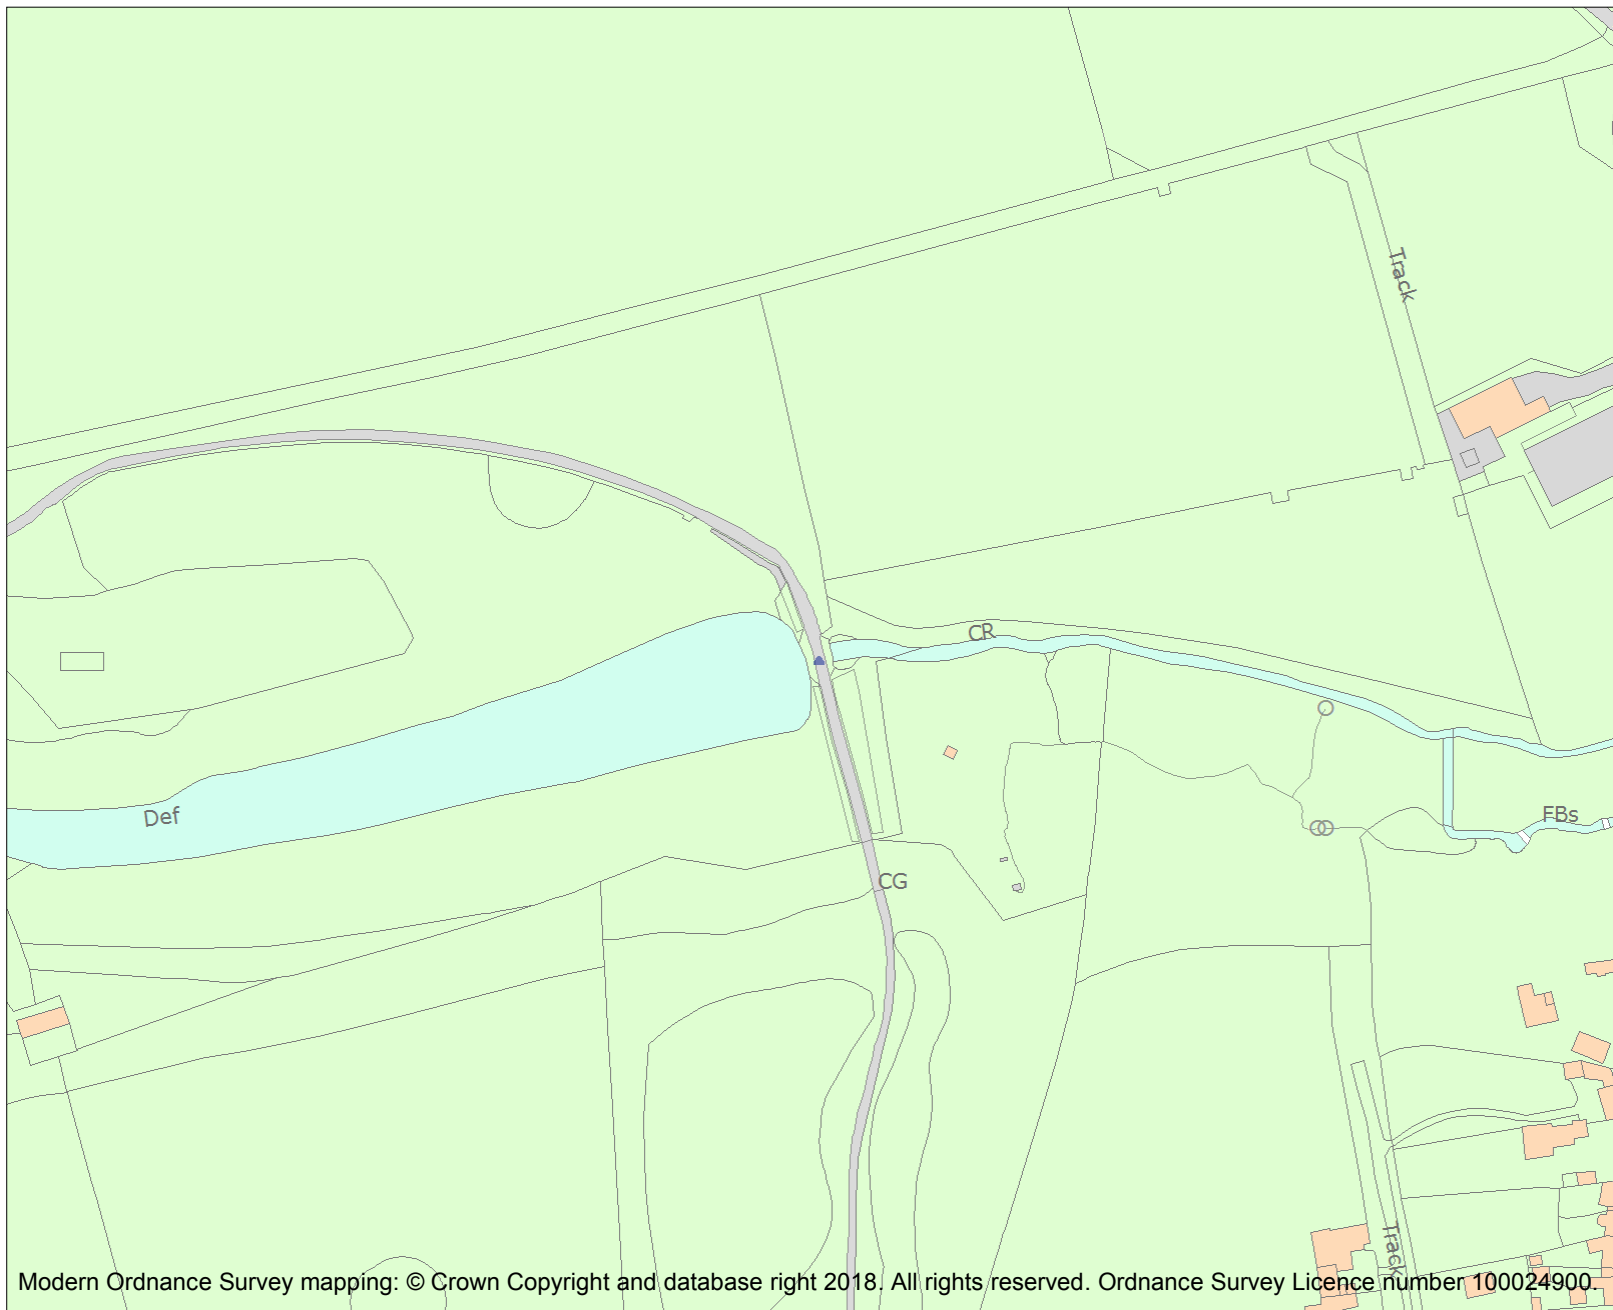 Track
CR
Def
FBs
CG
Track
Modern Ordnance Survey mapping: © Crown Copyright and database right 2018. All rights reserved. Ordnance Survey Licence number 100024900.